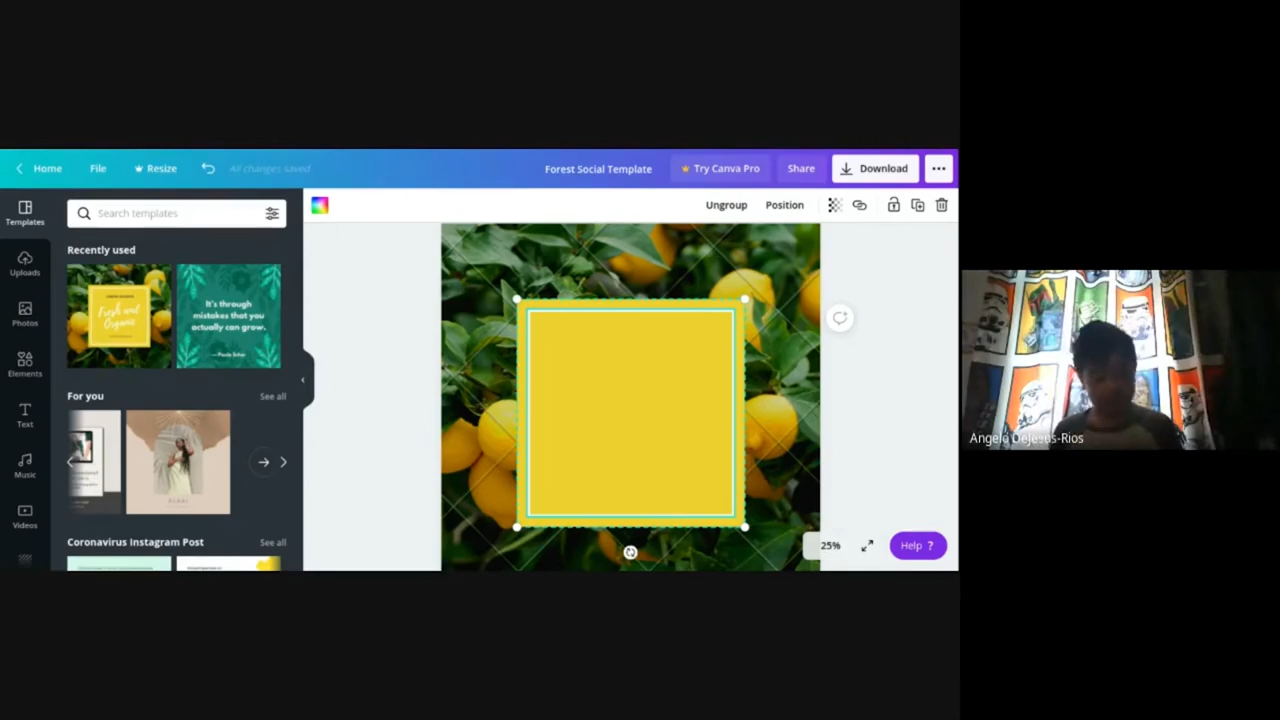 Home File Resize All changes saved Forest Social Template Try Canva Pro Share Download
Templates
Uploads
Photos
Elements
Text
Music
Videos
Search templates
Recently used
Fresh and
Organic
It's through
mistakes that you
actually can grow.
For you See all
Coronavirus Instagram Post See all
Ungroup Position
25% Help ?
Angelo DeJesus-Rios